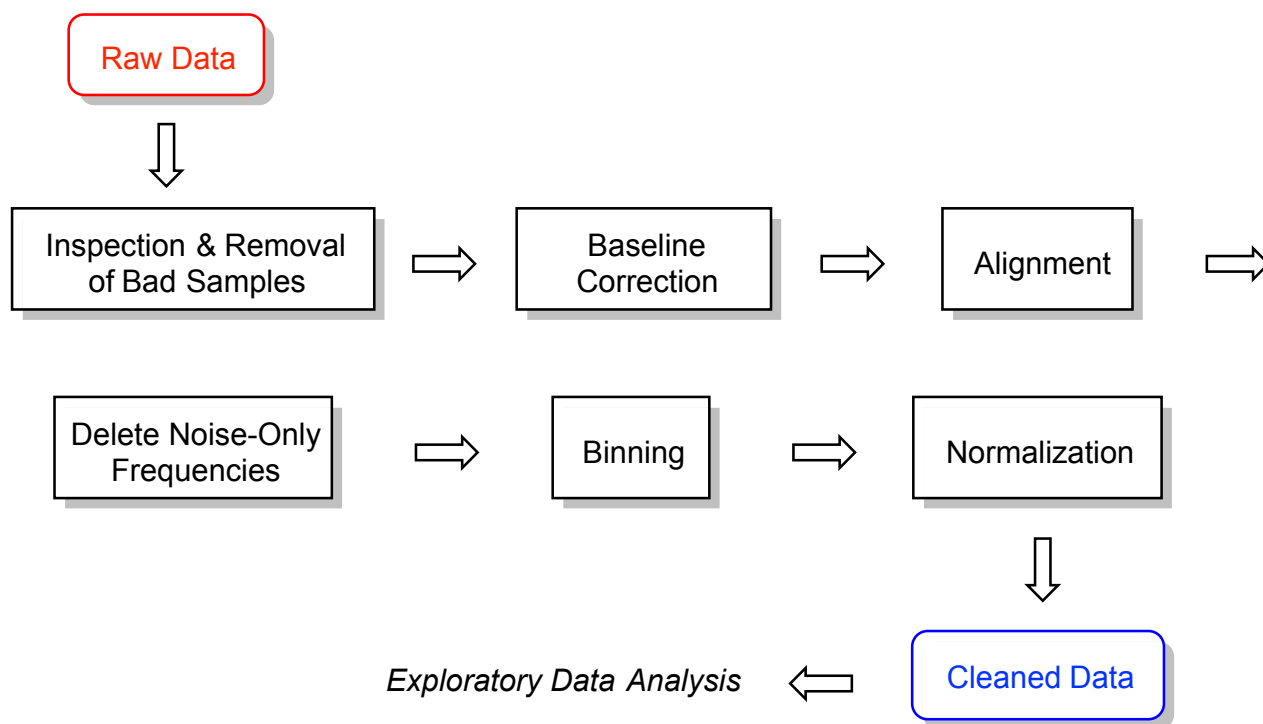 Raw Data
Inspection & Removal
of Bad Samples
Baseline
Correction
Alignment
Delete Noise-Only
Frequencies
Binning
Normalization
Cleaned Data
Exploratory Data Analysis